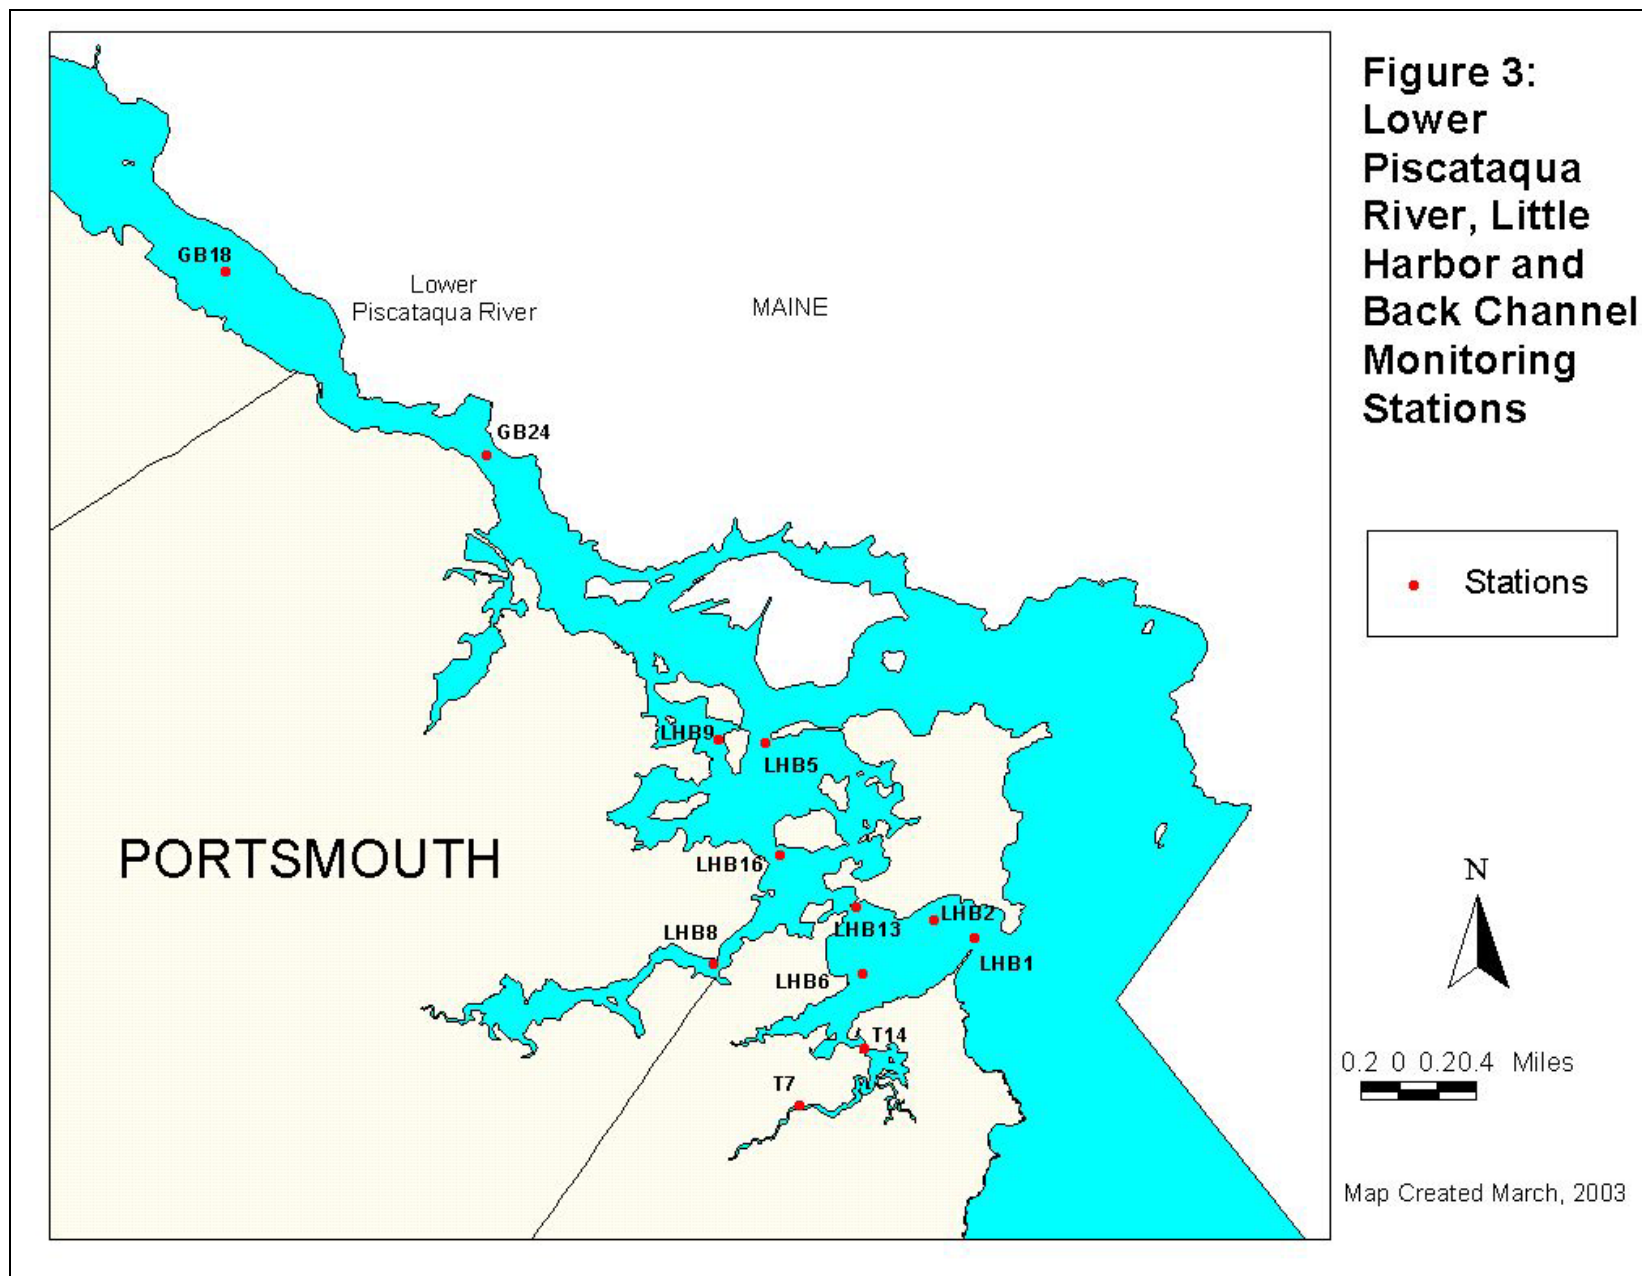 Figure 3:
Lower
Piscataqua
River, Little
Harbor and
Back Channel
Monitoring
Stations
GB18
Lower
Piscataqua River
MAINE
GB24
Stations
LHB9
LHB5
PORTSMOUTH
LHB16
N
LHB2
LHB13
LHB8
LHB1
LHB6
T14
0.2 0 0.20.4 Miles
T7
Map Created March, 2003